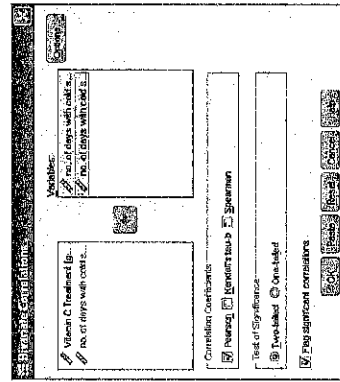 Bivariate Correlations
Variables:
Vitamin C Treatment [g...
no. of days with cold s...
no. of days with cold s...
no. of days with cold s...
Options
Correlation Coefficients
Pearson Kendall's tau-b Spearman
Test of Significance
Two-tailed One-tailed
Flag significant correlations
OK Paste Reset Cancel Help